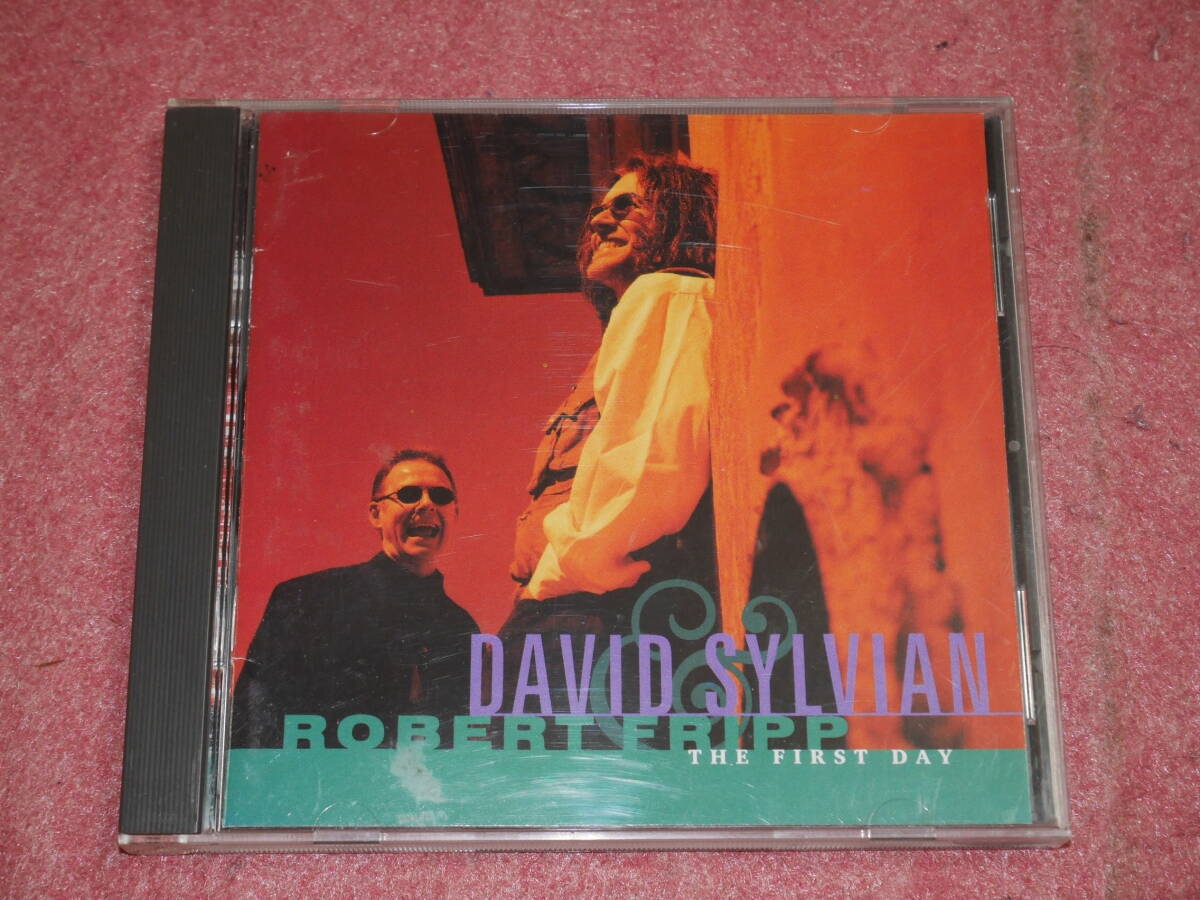 DAVID SYLVIAN
&
ROBERT FRIPP
THE FIRST DAY